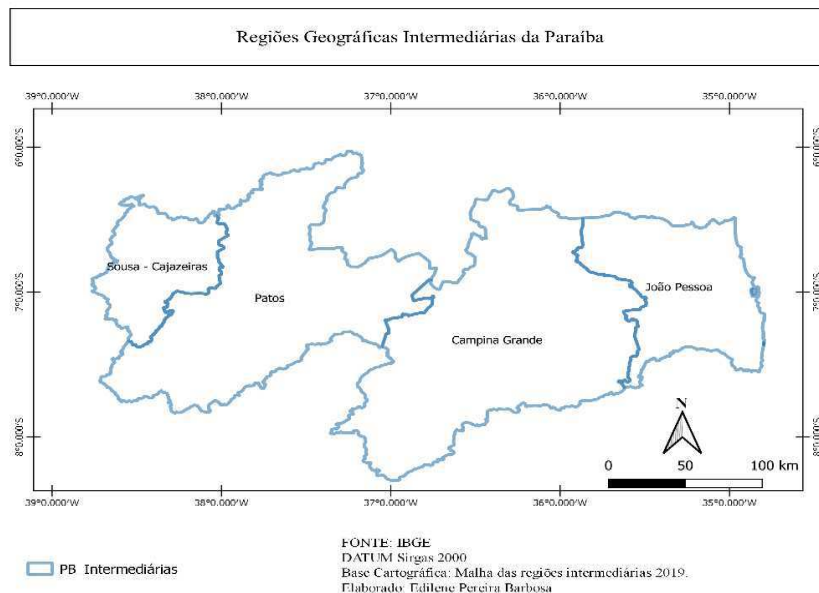 Regiões Geográficas Intermediárias da Paraíba
39°0.000'W 38°0.000'W 37°0.000'W 36°0.000'W 35°0.000'W
6°0.000'S 6°0.000'S
Sousa - Cajazeiras
7°0.000'S 7°0.000'S
João Pessoa
Patos
Campina Grande
N
8°0.000'S 8°0.000'S
0 50 100 km
39°0.000'W 38°0.000'W 37°0.000'W 36°0.000'W 35°0.000'W
PB Intermediárias
FONTE: IBGE
DATUM Sirgas 2000
Base Cartográfica: Malha das regiões intermediárias 2019.
Elaborado: Edilene Pereira Barbosa